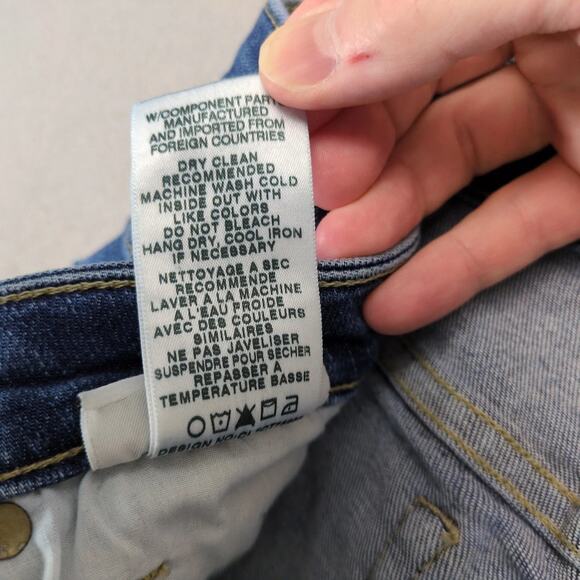 W/COMPONENT PARTS
MANUFACTURED
AND IMPORTED FROM
FOREIGN COUNTRIES
DRY CLEAN
RECOMMENDED
MACHINE WASH COLD
INSIDE OUT WITH
LIKE COLORS
DO NOT BLEACH
HANG DRY, COOL IRON
IF NECESSARY
NETTOYAGE A SEC
RECOMMENDE
LAVER A LA MACHINE
A L'EAU FROIDE
AVEC DES COULEURS
SIMILAIRES
NE PAS JAVELISER
SUSPENDRE POUR SECHER
REPASSER A
TEMPERATURE BASSE
DESIGN NO: